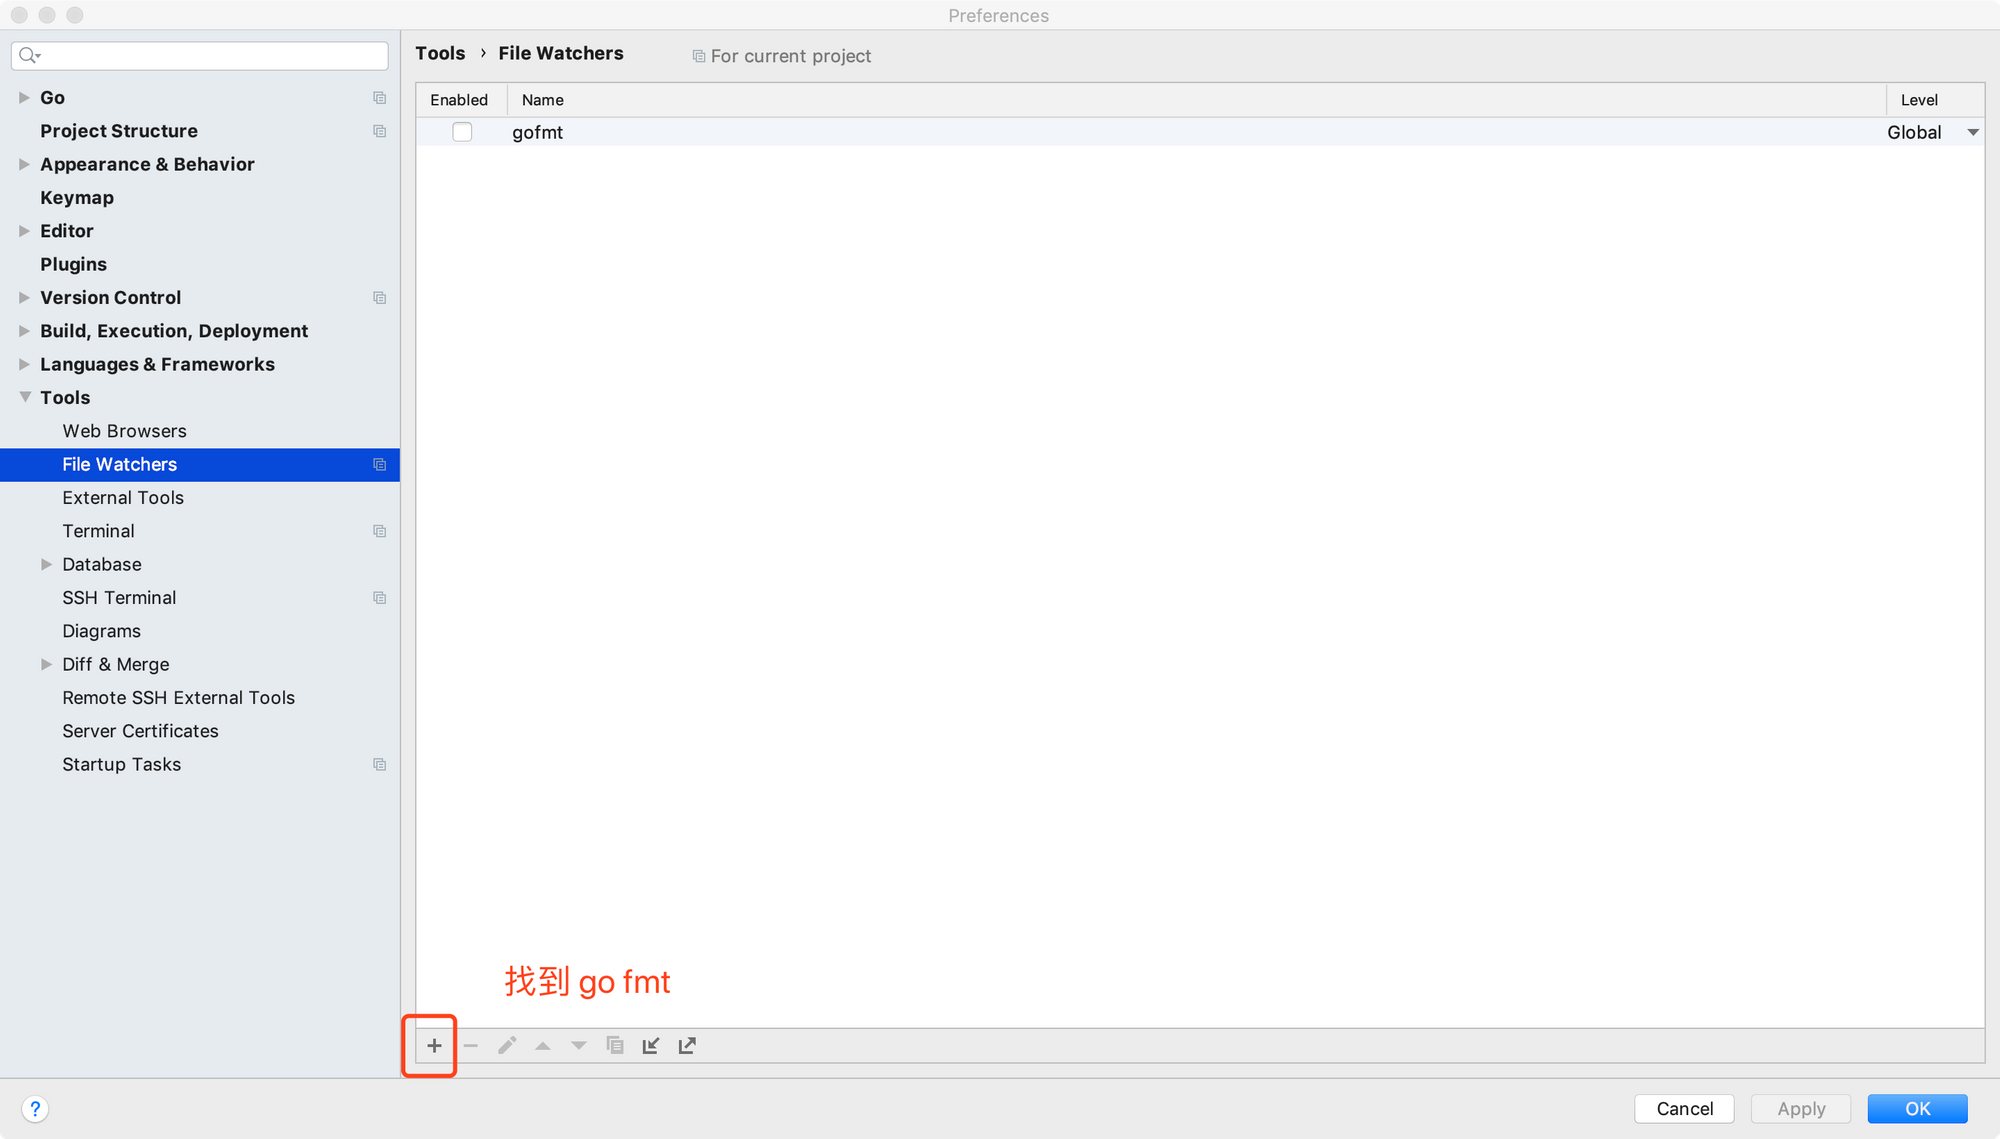 Preferences
Tools › File Watchers
For current project
Go
Project Structure
Appearance & Behavior
Keymap
Editor
Plugins
Version Control
Build, Execution, Deployment
Languages & Frameworks
Tools
Web Browsers
File Watchers
External Tools
Terminal
Database
SSH Terminal
Diagrams
Diff & Merge
Remote SSH External Tools
Server Certificates
Startup Tasks
Enabled Name Level
gofmt Global
找到 go fmt
?
Cancel Apply OK